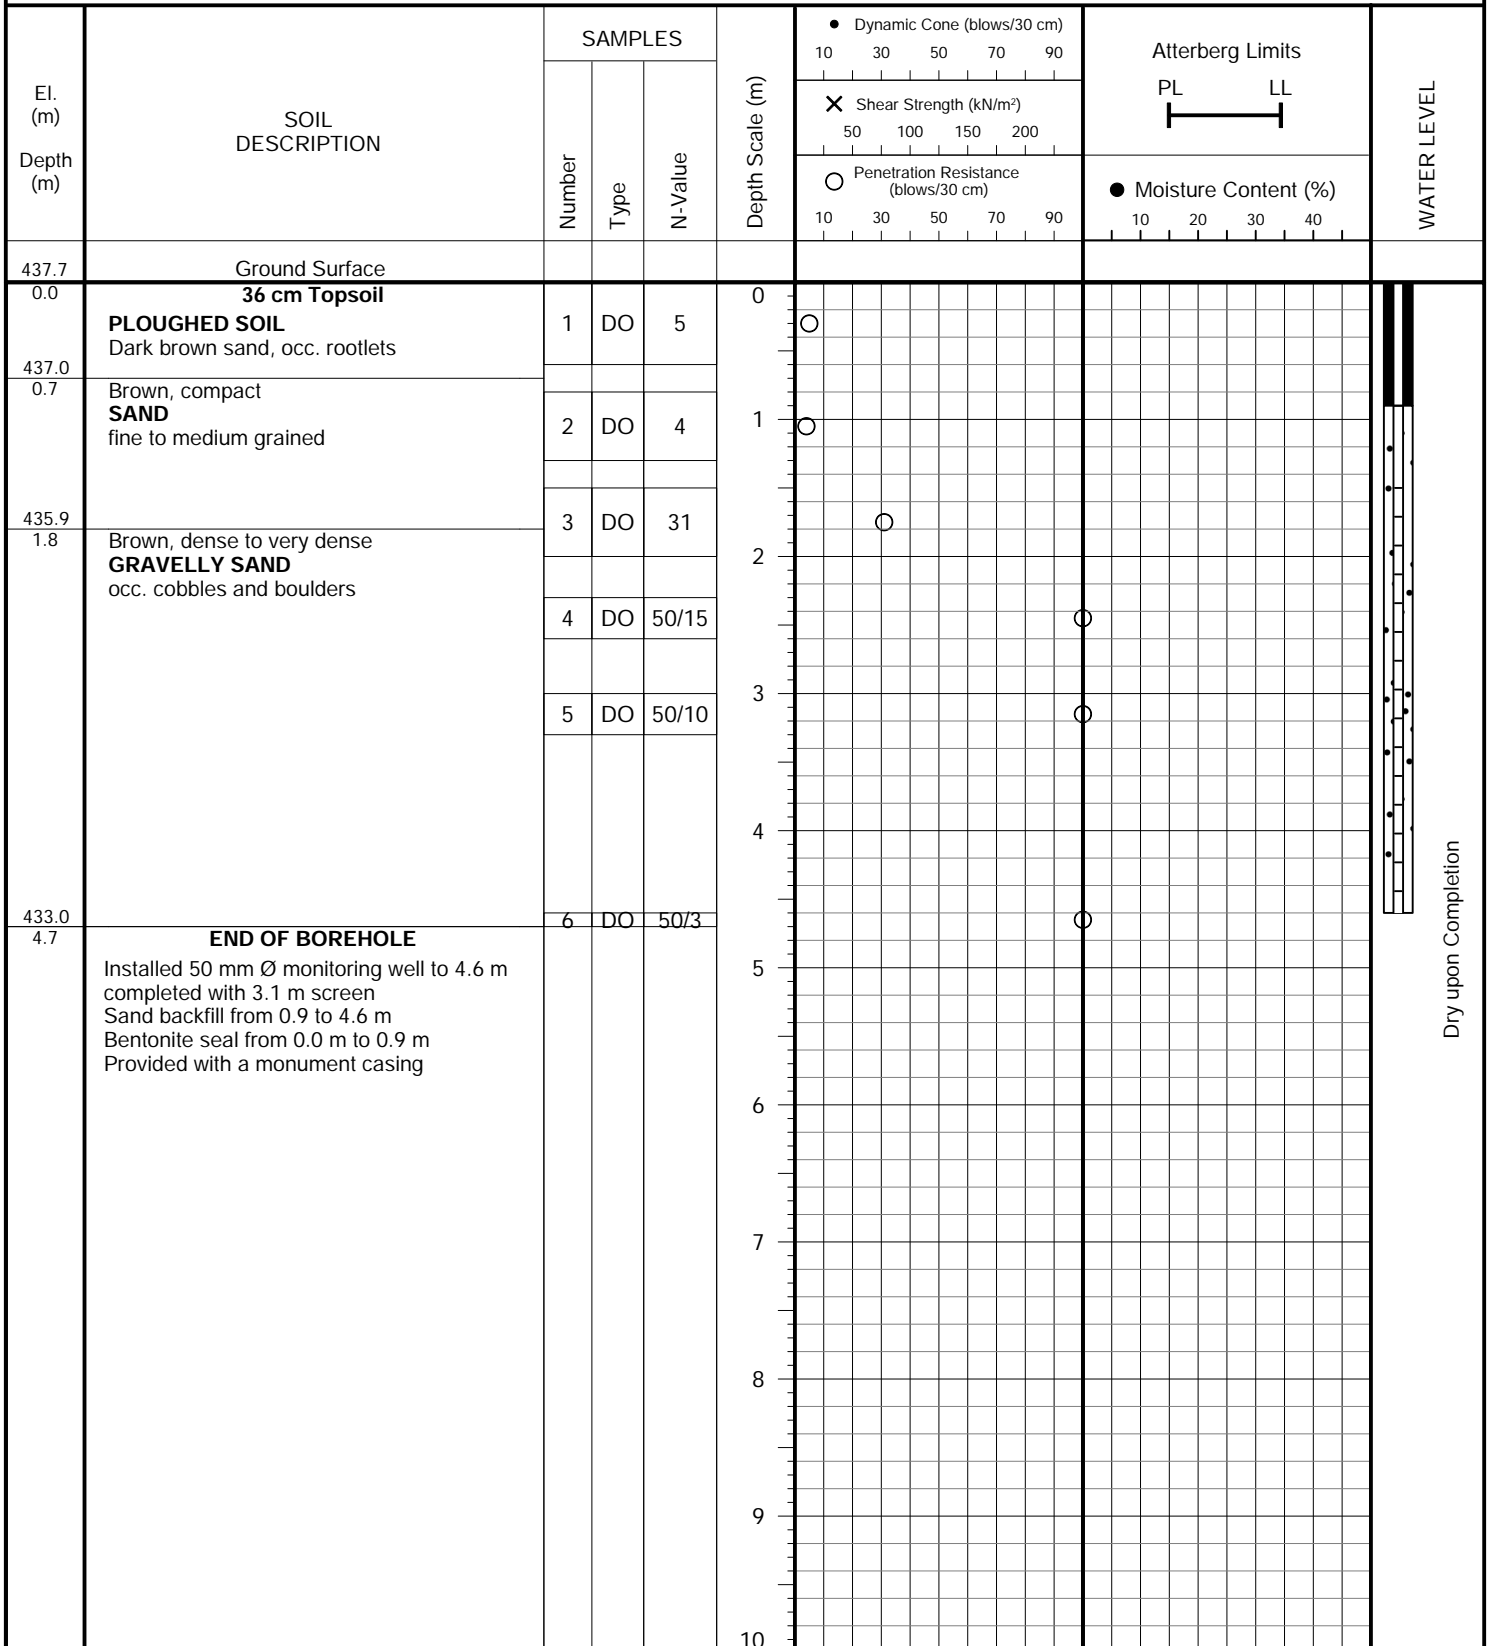 El.
(m)
Depth
(m)
SOIL
DESCRIPTION
SAMPLES
Number
Type
N-Value
Depth Scale (m)
Dynamic Cone (blows/30 cm)
10 30 50 70 90
Shear Strength (kN/m²)
50 100 150 200
Penetration Resistance
(blows/30 cm)
10 30 50 70 90
Atterberg Limits
PL LL
Moisture Content (%)
10 20 30 40
WATER LEVEL
437.7 Ground Surface
0.0 36 cm Topsoil
PLOUGHED SOIL
Dark brown sand, occ. rootlets
1 DO 5
437.0
0.7 Brown, compact
SAND
fine to medium grained
2 DO 4
435.9
3 DO 31
1.8 Brown, dense to very dense
GRAVELLY SAND
occ. cobbles and boulders
4 DO 50/15
5 DO 50/10
433.0
6 DO 50/3
4.7 END OF BOREHOLE
Installed 50 mm Ø monitoring well to 4.6 m
completed with 3.1 m screen
Sand backfill from 0.9 to 4.6 m
Bentonite seal from 0.0 m to 0.9 m
Provided with a monument casing
0
1
2
3
4
5
6
7
8
9
10
Dry upon Completion